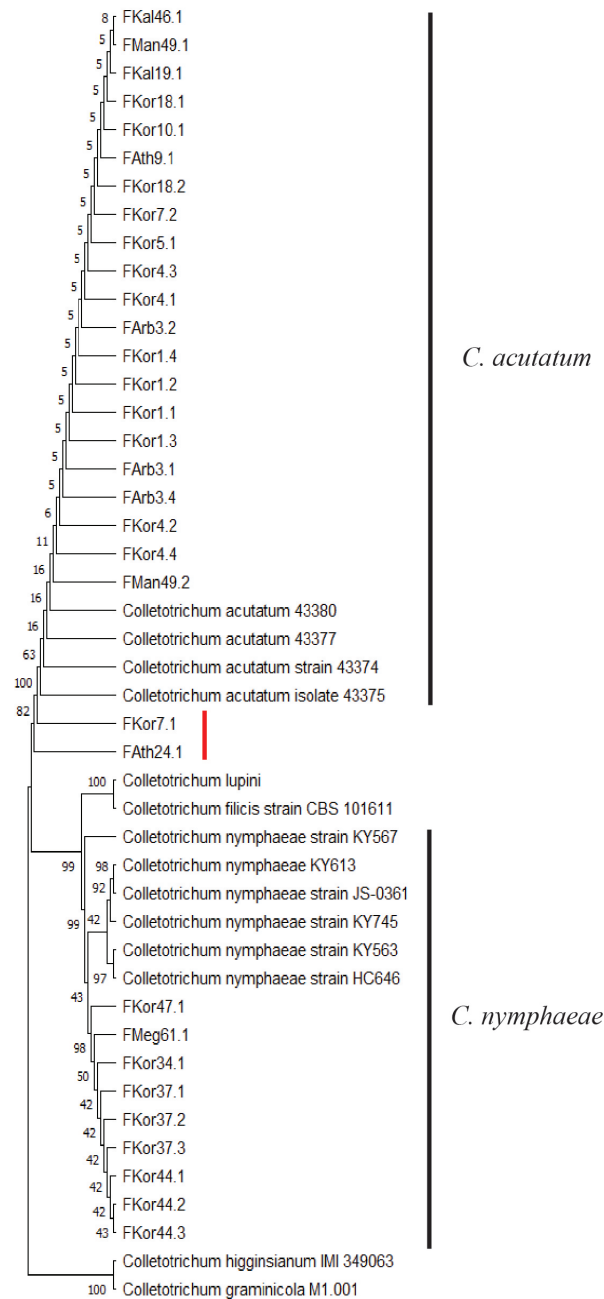 8 FKal46.1
5 FMan49.1
5 FKal19.1
5 FKor18.1
5 FKor10.1
5 FAth9.1
5 FKor18.2
5 FKor7.2
5 FKor5.1
5 FKor4.3
5 FKor4.1
5 FArb3.2
5 FKor1.4
C. acutatum
5 FKor1.2
5 FKor1.1
5 FKor1.3
5 FArb3.1
5 FArb3.4
6 FKor4.2
11 FKor4.4
16 FMan49.2
16 Colletotrichum acutatum 43380
16 Colletotrichum acutatum 43377
63 Colletotrichum acutatum strain 43374
100 Colletotrichum acutatum isolate 43375
82 FKor7.1
FAth24.1
100 Colletotrichum lupini
Colletotrichum filicis strain CBS 101611
Colletotrichum nymphaeae strain KY567
99 98 Colletotrichum nymphaeae KY613
92 Colletotrichum nymphaeae strain JS-0361
99 42 Colletotrichum nymphaeae strain KY745
Colletotrichum nymphaeae strain KY563
97 Colletotrichum nymphaeae strain HC646
43 FKor47.1
C. nymphaeae
FMeg61.1
98 FKor34.1
50 FKor37.1
42 FKor37.2
42 FKor37.3
42 FKor44.1
42 FKor44.2
42 FKor44.3
43
Colletotrichum higginsianum IMI 349063
100 Colletotrichum graminicola M1.001